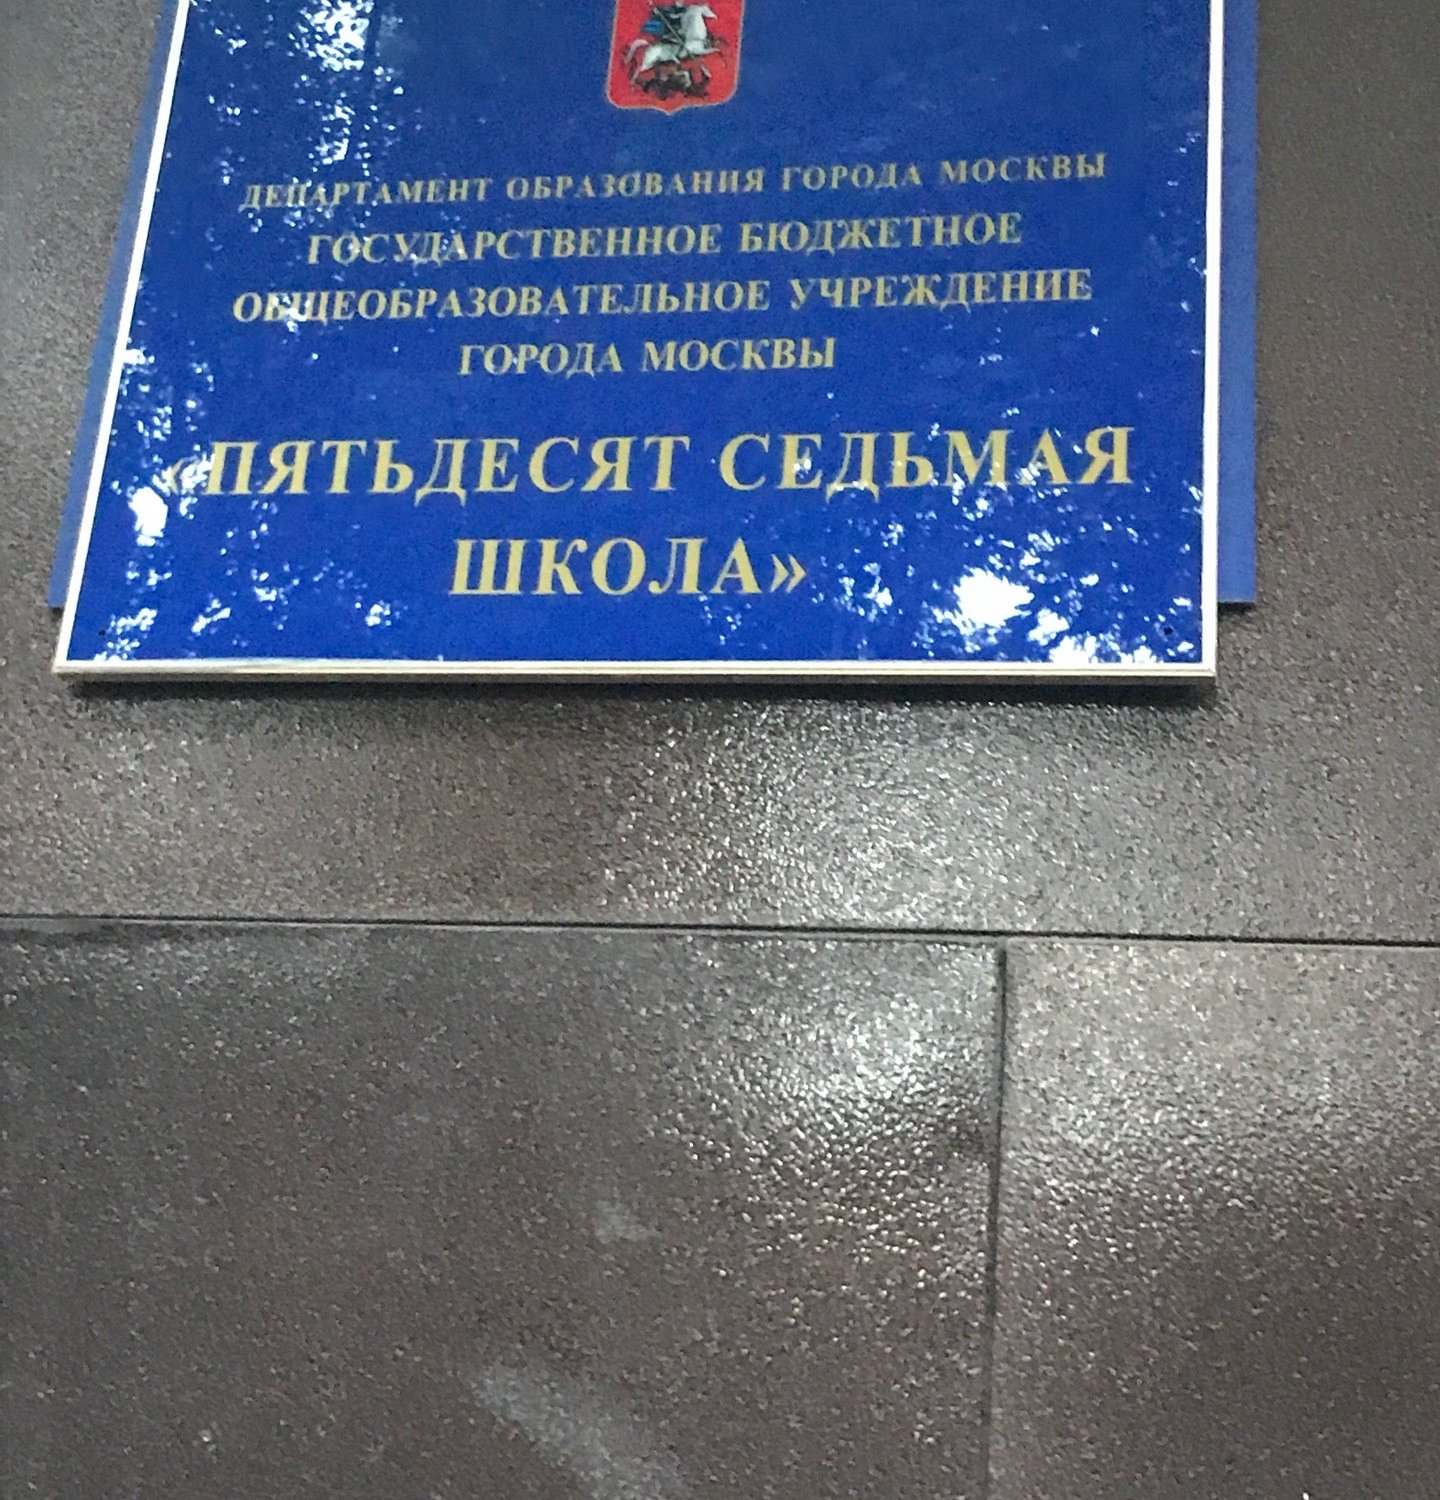 ДЕПАРТАМЕНТ ОБРАЗОВАНИЯ ГОРОДА МОСКВЫ
ГОСУДАРСТВЕННОЕ БЮДЖЕТНОЕ
ОБЩЕОБРАЗОВАТЕЛЬНОЕ УЧРЕЖДЕНИЕ
ГОРОДА МОСКВЫ
«ПЯТЬДЕСЯТ СЕДЬМАЯ
ШКОЛА»